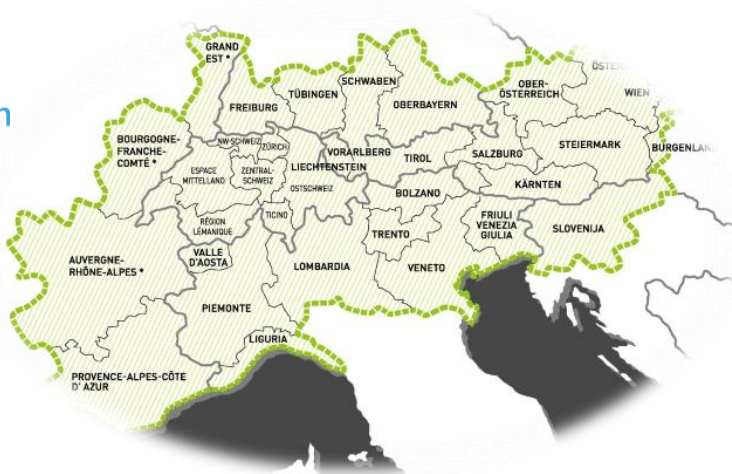 n
GRAND
EST *
FREIBURG
TÜBINGEN
SCHWABEN
OBERBAYERN
OBER-
ÖSTERREICH
WIEN
BOURGOGNE-
FRANCHE-
COMTÉ *
NW-SCHWEIZ
ZÜRICH
VORARLBERG
LIECHTENSTEIN
TIROL
SALZBURG
STEIERMARK
BURGENLAN
ESPACE
MITTELLAND
ZENTRAL-
SCHWEIZ
OSTSCHWEIZ
BOLZANO
KÄRNTEN
RÉGION
LÉMANIQUE
TICINO
TRENTO
FRIULI
VENEZIA
GIULIA
SLOVENIJA
AUVERGNE-
RHÔNE-ALPES *
VALLE
D'AOSTA
LOMBARDIA
VENETO
PIEMONTE
LIGURIA
PROVENCE-ALPES-CÔTE
D' AZUR